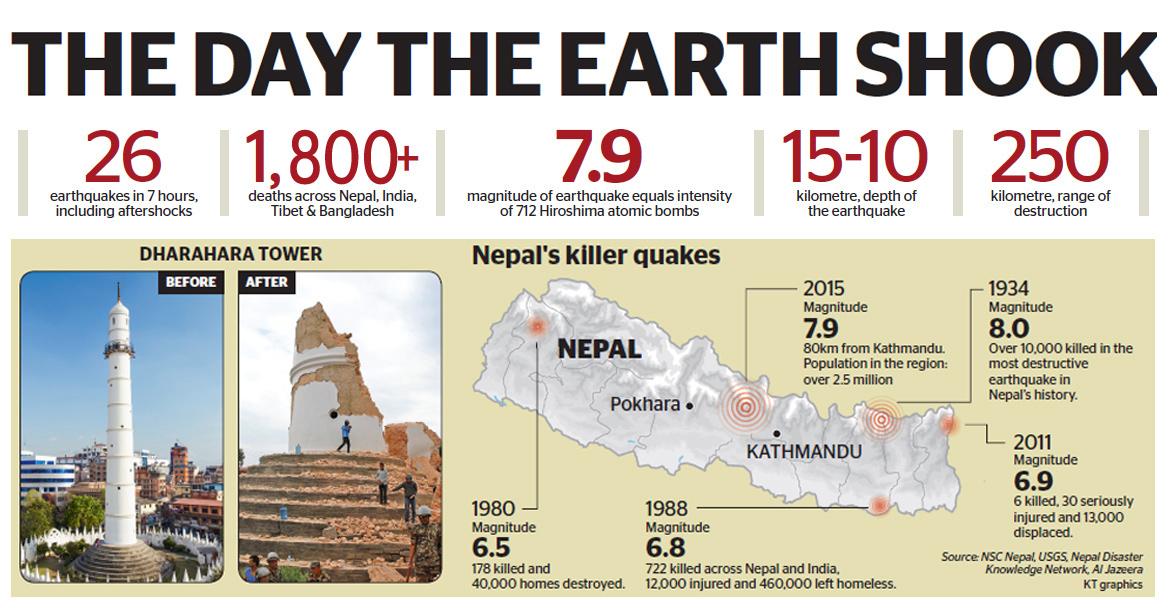 THE DAY THE EARTH SHOOK
26
earthquakes in 7 hours,
including aftershocks
1,800+
deaths across Nepal, India,
Tibet & Bangladesh
7.9
magnitude of earthquake equals intensity
of 712 Hiroshima atomic bombs
15-10
kilometre, depth of
the earthquake
250
kilometre, range of
destruction
DHARAHARA TOWER
BEFORE
AFTER
Nepal's killer quakes
NEPAL
Pokhara
KATHMANDU
2015
Magnitude
7.9
80km from Kathmandu.
Population in the region:
over 2.5 million
1934
Magnitude
8.0
Over 10,000 killed in the
most destructive
earthquake in
Nepal's history.
2011
Magnitude
6.9
6 killed, 30 seriously
injured and 13,000
displaced.
1980
Magnitude
6.5
178 killed and
40,000 homes destroyed.
1988
Magnitude
6.8
722 killed across Nepal and India,
12,000 injured and 460,000 left homeless.
Source: NSC Nepal, USGS, Nepal Disaster
Knowledge Network, Al Jazeera
KT graphics